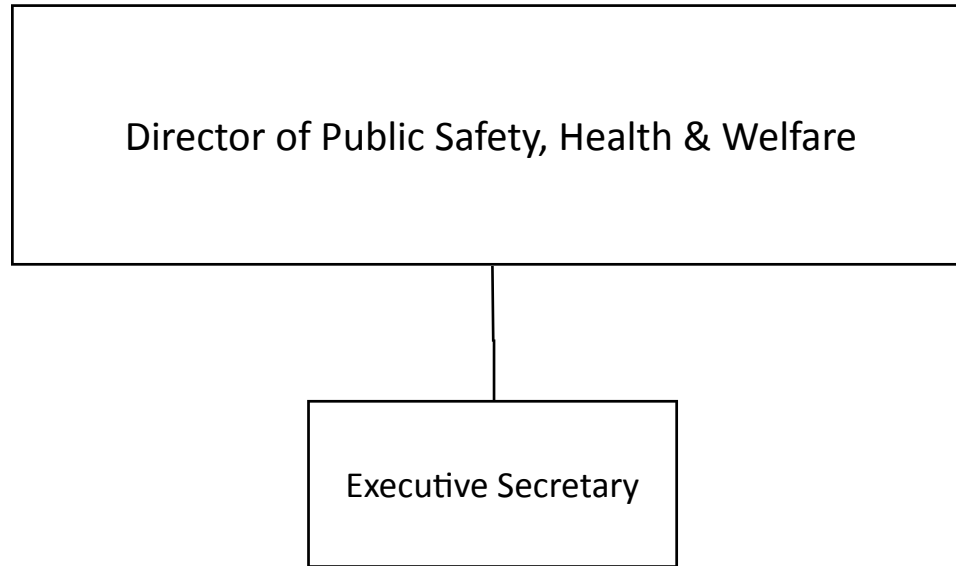 Director of Public Safety, Health & Welfare
Executive Secretary